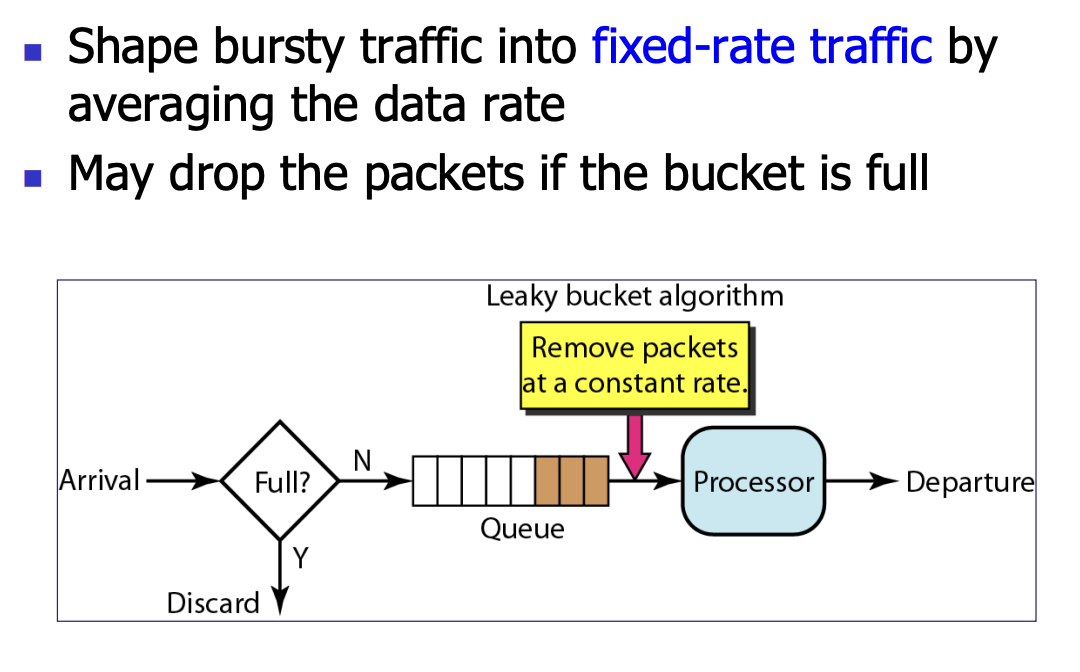 Shape bursty traffic into fixed-rate traffic by
averaging the data rate
May drop the packets if the bucket is full
Leaky bucket algorithm
Remove packets
at a constant rate.
Arrival
Full?
N
Queue
Processor
Departure
Y
Discard